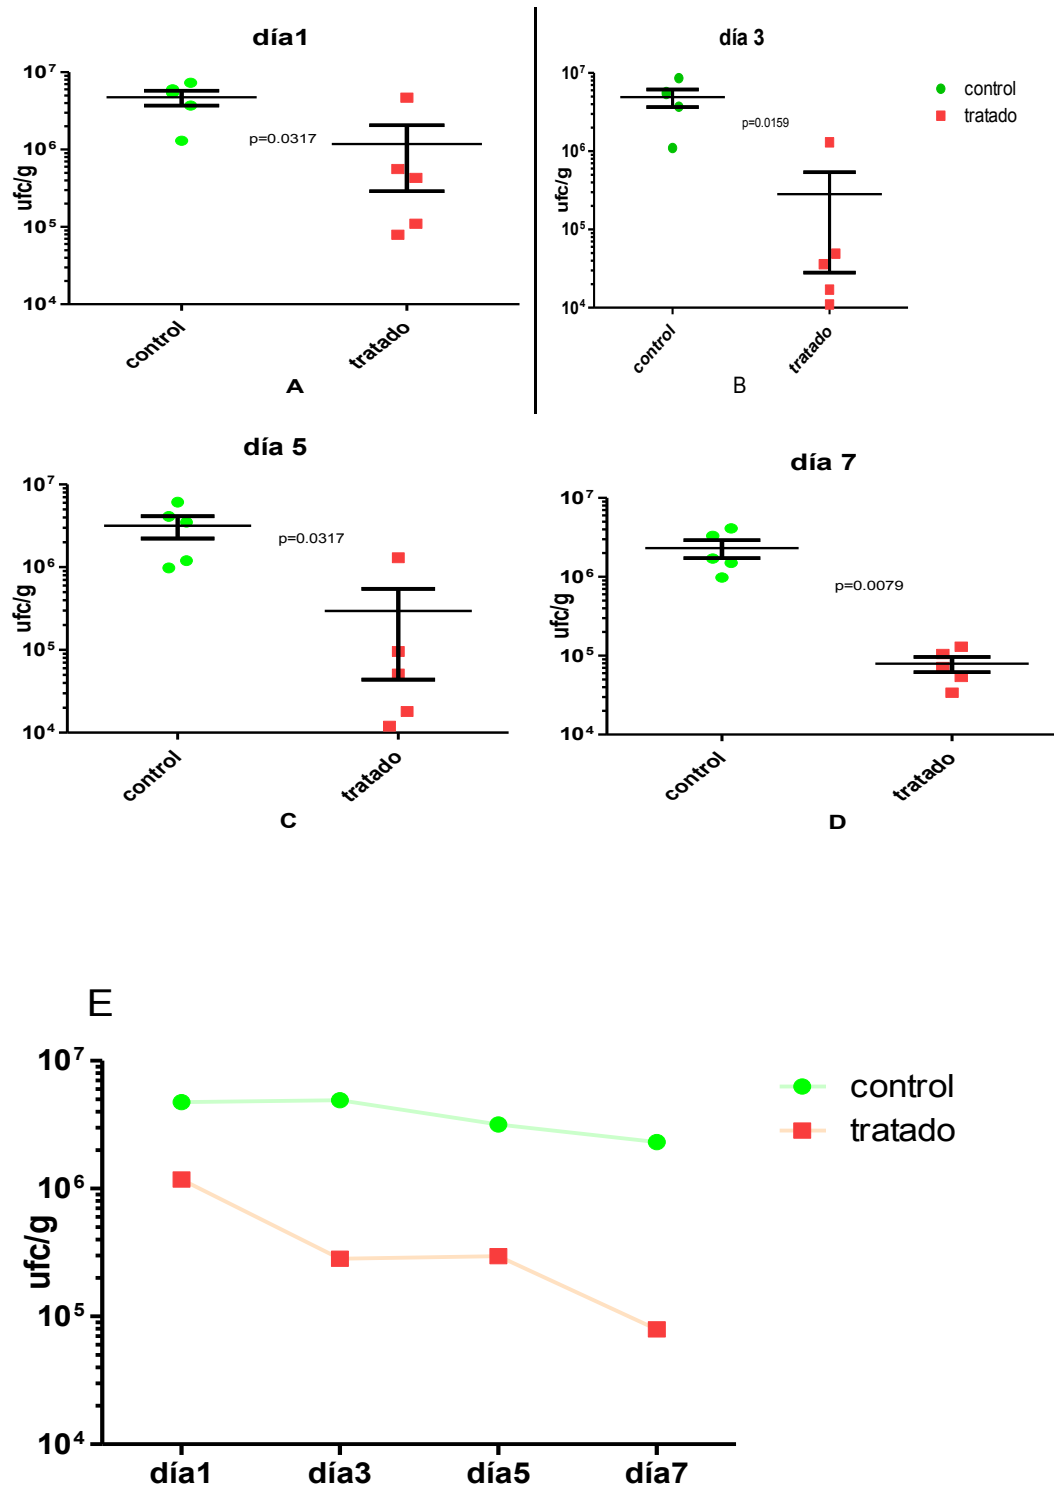 día1
10⁷
10⁶
10⁵
10⁴
ufc/g
p=0.0317
control
tratado
A
día 3
10⁷
10⁶
10⁵
10⁴
ufc/g
p=0.0159
control
tratado
B
control
tratado
día 5
10⁷
10⁶
10⁵
10⁴
ufc/g
p=0.0317
control
tratado
C
día 7
10⁷
10⁶
10⁵
10⁴
ufc/g
p=0.0079
control
tratado
D
E
10⁷
10⁶
10⁵
10⁴
ufc/g
día1
día3
día5
día7
control
tratado